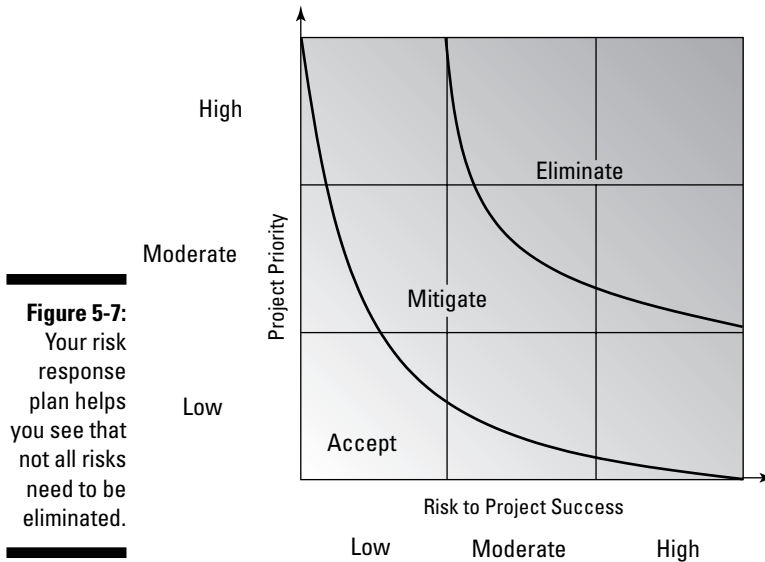 High
Eliminate
Project Priority
Moderate
Mitigate
Figure 5-7:
Your risk
response
plan helps
you see that
not all risks
need to be
eliminated.
Low
Accept
Risk to Project Success
Low Moderate High